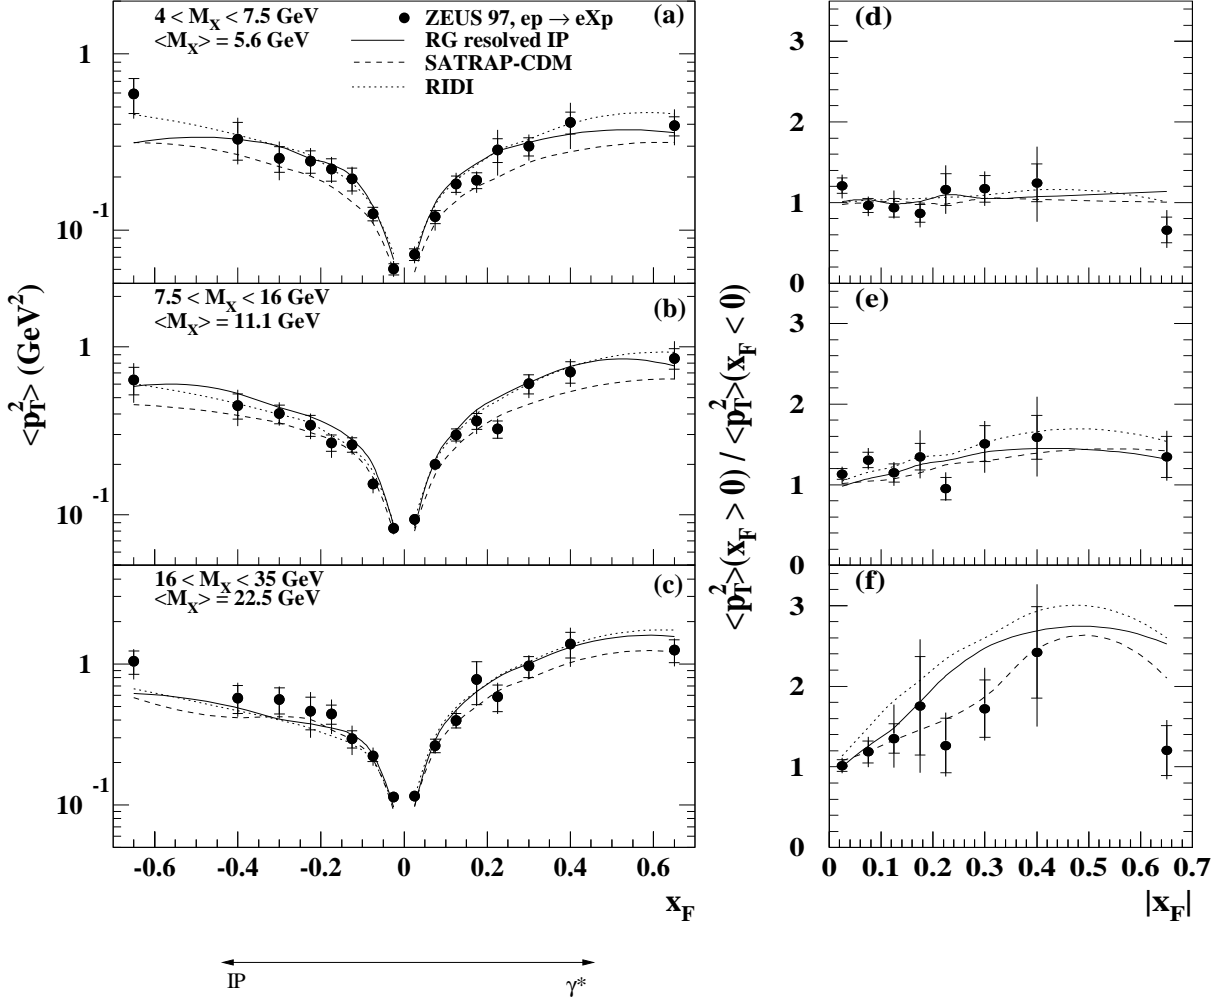 4 < M_X < 7.5 GeV
<M_X> = 5.6 GeV
(a)
ZEUS 97, ep → eXp
RG resolved IP
SATRAP-CDM
RIDI
1
10^-1
7.5 < M_X < 16 GeV
<M_X> = 11.1 GeV
(b)
1
10^-1
16 < M_X < 35 GeV
<M_X> = 22.5 GeV
(c)
1
10^-1
<p_T^2> (GeV^2)
-0.6 -0.4 -0.2 0 0.2 0.4 0.6
x_F
IP γ*
(d)
3
2
1
0
(e)
3
2
1
0
(f)
3
2
1
0
<p_T^2>(x_F > 0) / <p_T^2>(x_F < 0)
0 0.1 0.2 0.3 0.4 0.5 0.6 0.7
|x_F|